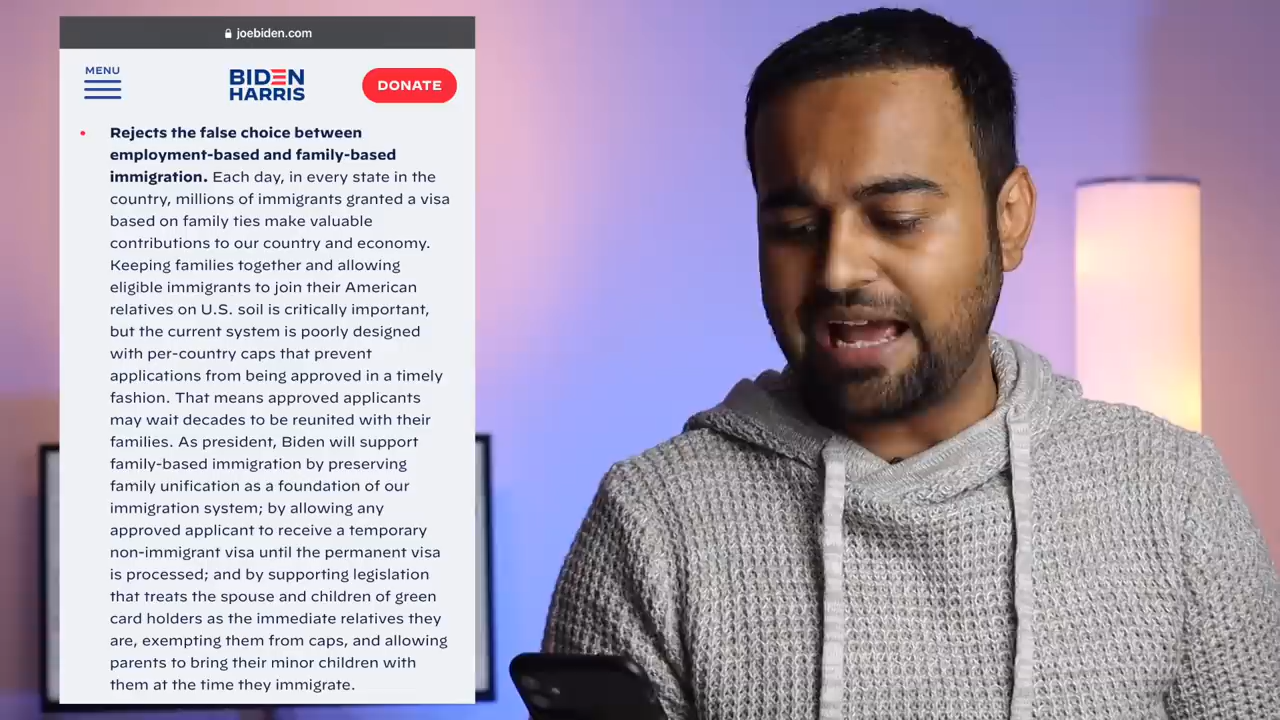 joebiden.com
MENU
BIDEN
HARRIS
DONATE
Rejects the false choice between
employment-based and family-based
immigration. Each day, in every state in the
country, millions of immigrants granted a visa
based on family ties make valuable
contributions to our country and economy.
Keeping families together and allowing
eligible immigrants to join their American
relatives on U.S. soil is critically important,
but the current system is poorly designed
with per-country caps that prevent
applications from being approved in a timely
fashion. That means approved applicants
may wait decades to be reunited with their
families. As president, Biden will support
family-based immigration by preserving
family unification as a foundation of our
immigration system; by allowing any
approved applicant to receive a temporary
non-immigrant visa until the permanent visa
is processed; and by supporting legislation
that treats the spouse and children of green
card holders as the immediate relatives they
are, exempting them from caps, and allowing
parents to bring their minor children with
them at the time they immigrate.